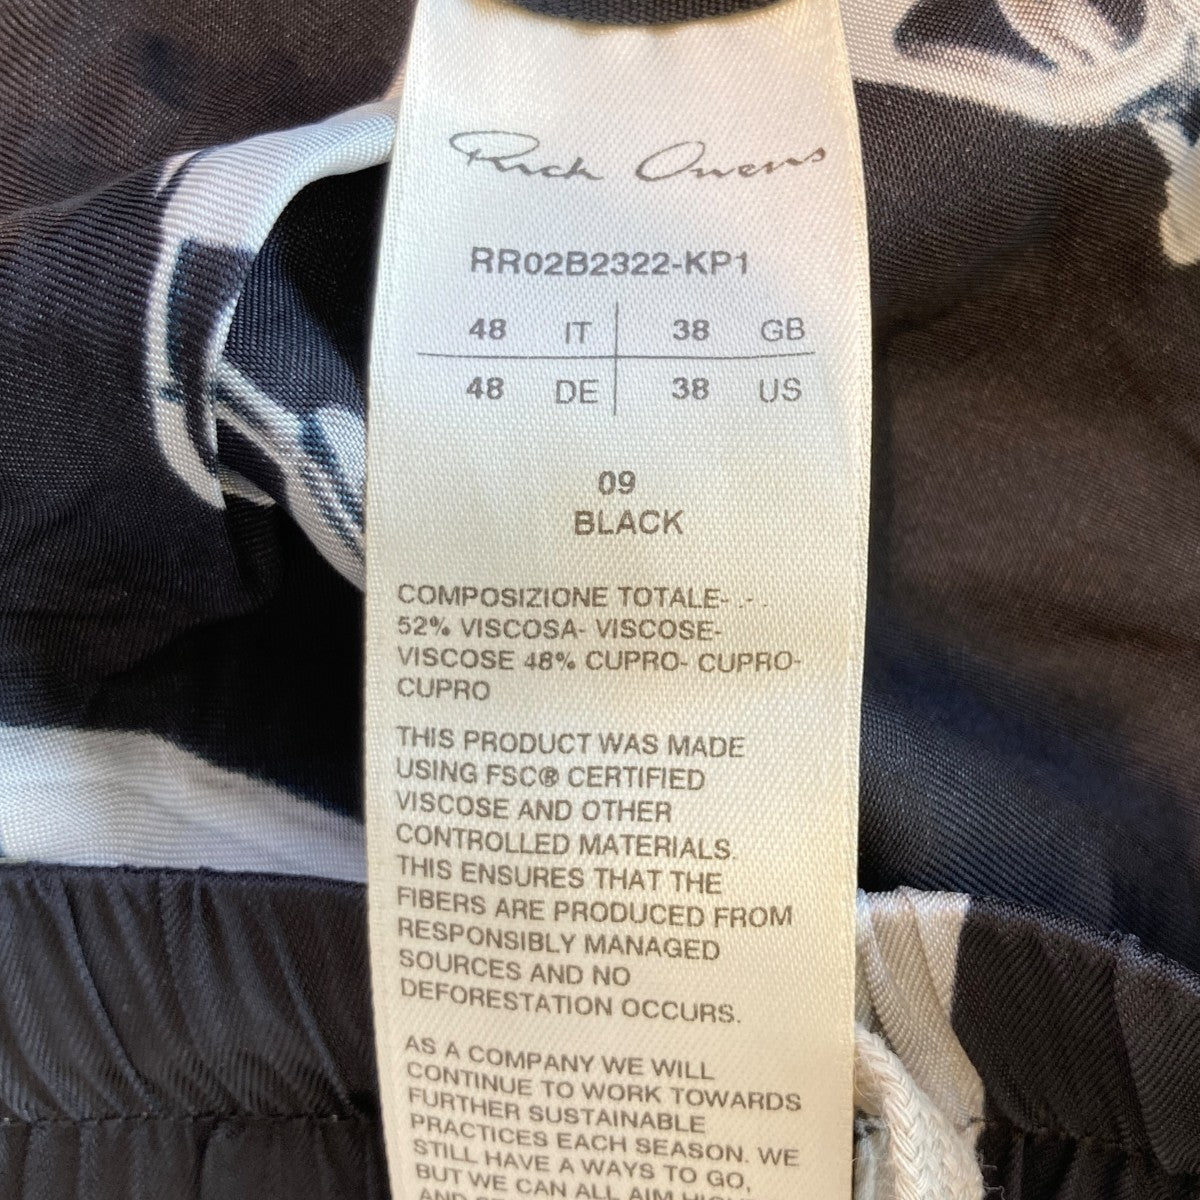 Rick Owens
RR02B2322-KP1
48 IT 38 GB
48 DE 38 US
09
BLACK
COMPOSIZIONE TOTALE- .- .
52% VISCOSA- VISCOSE-
VISCOSE 48% CUPRO- CUPRO-
CUPRO
THIS PRODUCT WAS MADE
USING FSC® CERTIFIED
VISCOSE AND OTHER
CONTROLLED MATERIALS.
THIS ENSURES THAT THE
FIBERS ARE PRODUCED FROM
RESPONSIBLY MANAGED
SOURCES AND NO
DEFORESTATION OCCURS.
AS A COMPANY WE WILL
CONTINUE TO WORK TOWARDS
FURTHER SUSTAINABLE
PRACTICES EACH SEASON. WE
STILL HAVE A WAYS TO GO,
BUT WE CAN ALL AIM